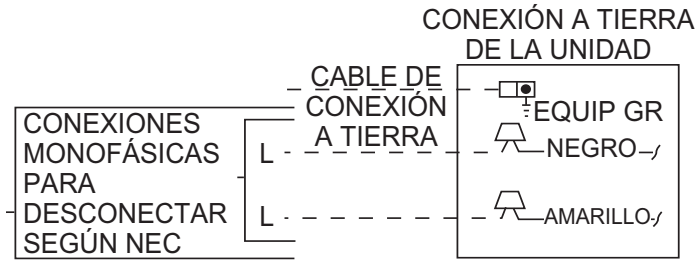 CONEXIÓN A TIERRA
DE LA UNIDAD
CABLE DE
CONEXIÓN
A TIERRA
EQUIP GR
CONEXIONES
MONOFÁSICAS
PARA
DESCONECTAR
SEGÚN NEC
L
NEGRO
L
AMARILLO